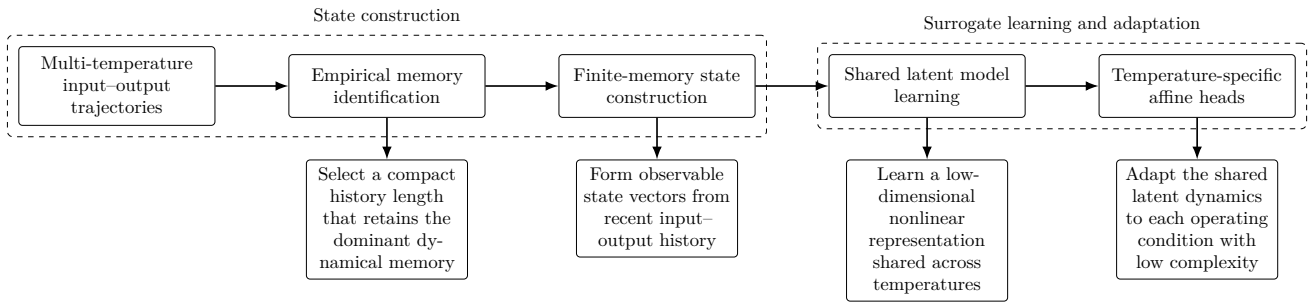 State construction
Surrogate learning and adaptation
Multi-temperature
input–output
trajectories
Empirical memory
identification
Finite-memory state
construction
Shared latent model
learning
Temperature-specific
affine heads
Select a compact
history length
that retains the
dominant dy-
namical memory
Form observable
state vectors from
recent input–
output history
Learn a low-
dimensional
nonlinear
representation
shared across
temperatures
Adapt the shared
latent dynamics
to each operating
condition with
low complexity